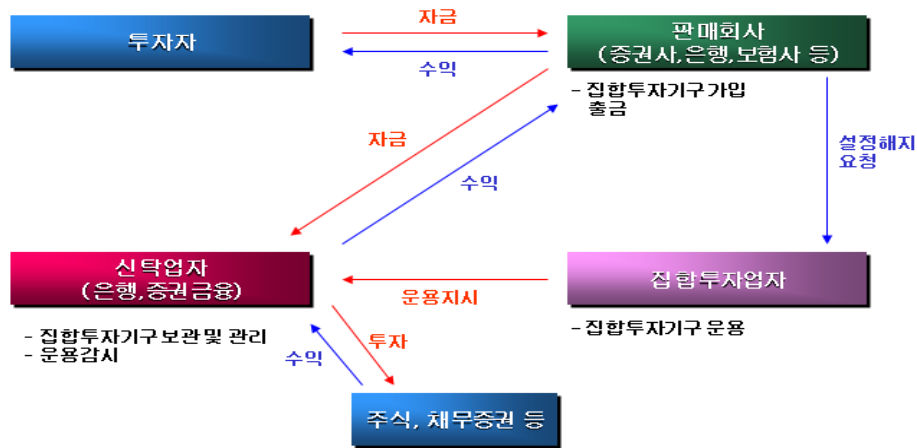 자금
투자자
판매회사
(증권사,은행,보험사 등)
수익
- 집합투자기구 가입
출금
자금
설정해지
요청
수익
신탁업자
(은행,증권금융)
집합투자업자
운용지시
- 집합투자기구 보관 및 관리
- 운용감시
- 집합투자기구 운용
투자
수익
주식, 채무증권 등